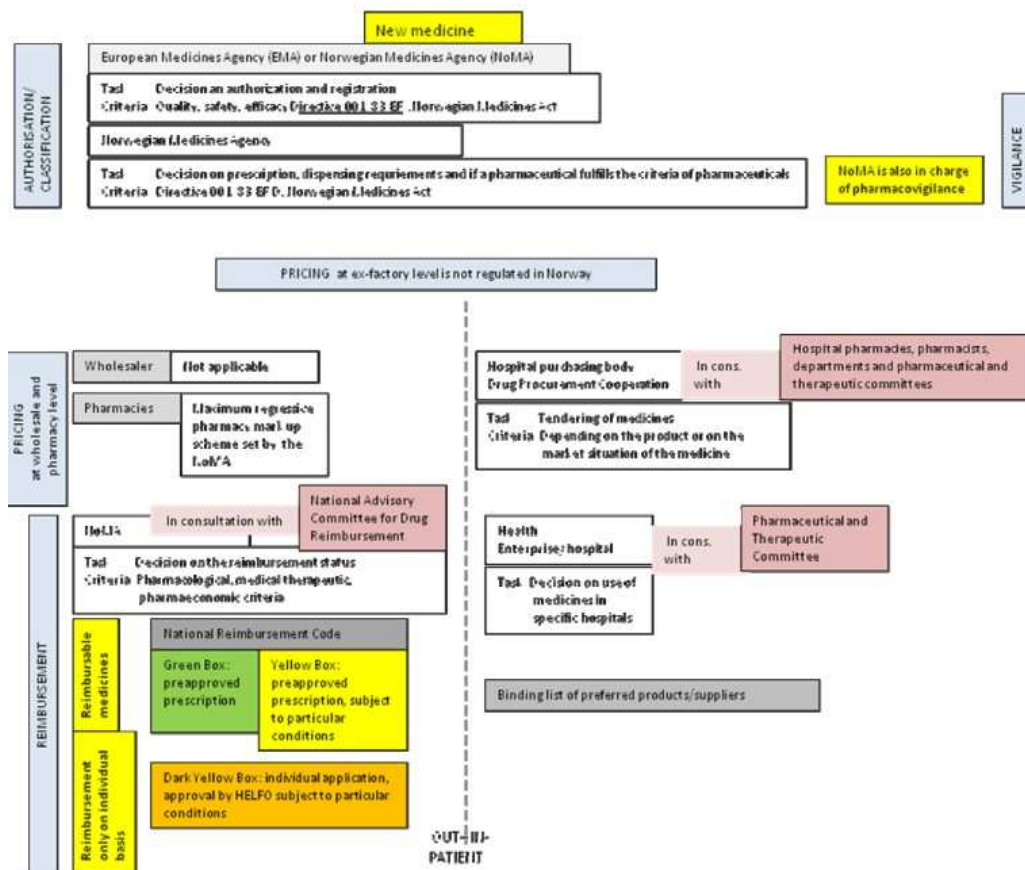 New medicine
AUTHORISATION/
CLASSIFICATION
European Medicines Agency (EMA) or Norwegian Medicines Agency (NoMA)
Task Decision an authorization and registration
Criteria Quality, safety, efficacy Directive 001 83 EF, Norwegian Medicines Act
Norwegian Medicines Agency
Task Decision on prescription, dispensing requriements and if a pharmaceutical fulfills the criteria of pharmaceuticals
Criteria Directive 001 83 EF D. Norwegian Medicines Act
NoMA is also in charge
of pharmacovigilance
VIGILANCE
PRICING at ex-factory level is not regulated in Norway
PRICING
at wholesale and
pharmacy level
Wholesaler
Not applicable
Pharmacies
Maximum regressive
pharmacy mark up
scheme set by the
NoMA
Hospital purchasing body
Drug Procurement Cooperation
In cons.
with
Hospital pharmacies, pharmacists,
departments and pharmaceutical and
therapeutic committees
Task Tendering of medicines
Criteria Depending on the product or on the
market situation of the medicine
REIMBURSEMENT
NoMA
In consultation with
National Advisory
Committee for Drug
Reimbursement
Task Decision on the reimbursement status
Criteria Pharmacological, medical therapeutic,
pharmaeconomic criteria
Health
Enterprise/hospital
In cons.
with
Pharmaceutical and
Therapeutic
Committee
Task Decision on use of
medicines in
specific hospitals
Reimbursable
medicines
National Reimbursement Code
Green Box:
preapproved
prescription
Yellow Box:
preapproved
prescription, subject
to particular
conditions
Binding list of preferred products/suppliers
Reimbursement
only on individual
basis
Dark Yellow Box: individual application,
approval by HELFO subject to particular
conditions
OUT-IN-
PATIENT